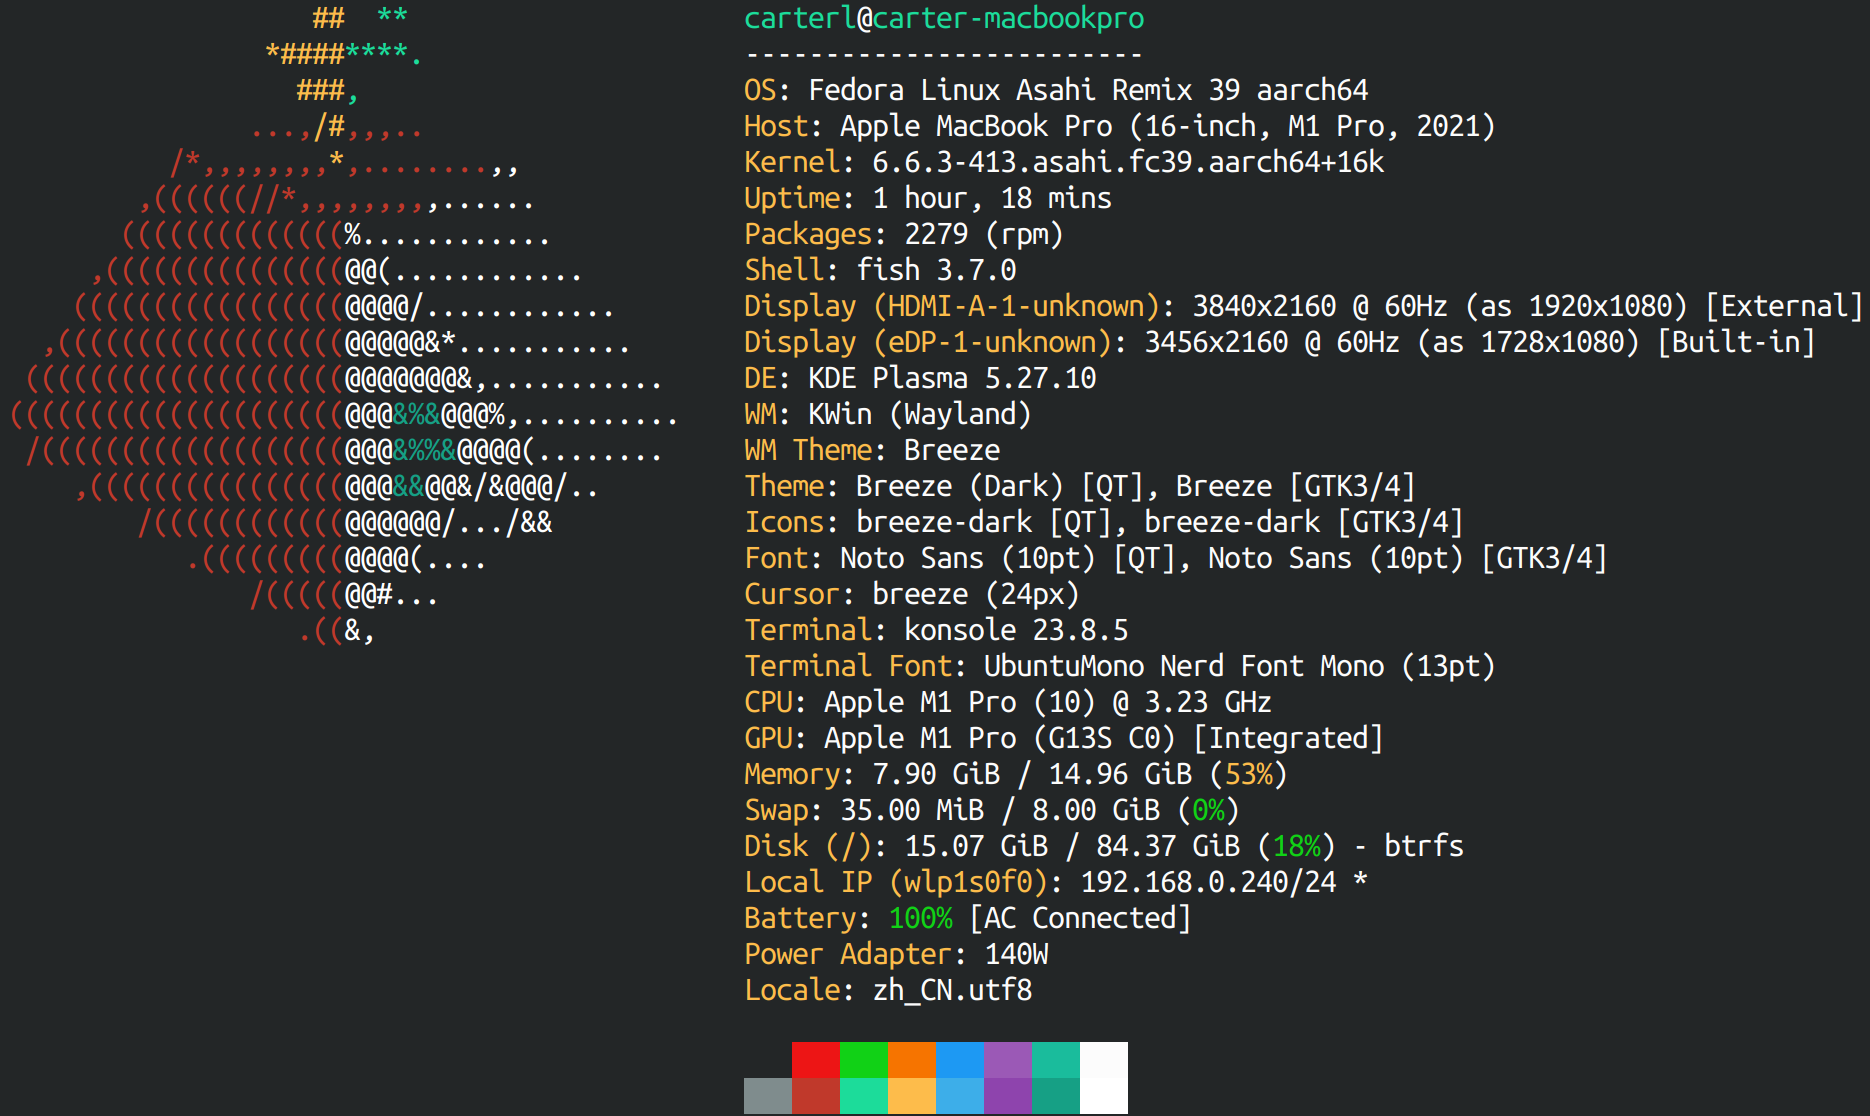 carterl@carter-macbookpro
-------------------------
OS: Fedora Linux Asahi Remix 39 aarch64
Host: Apple MacBook Pro (16-inch, M1 Pro, 2021)
Kernel: 6.6.3-413.asahi.fc39.aarch64+16k
Uptime: 1 hour, 18 mins
Packages: 2279 (rpm)
Shell: fish 3.7.0
Display (HDMI-A-1-unknown): 3840x2160 @ 60Hz (as 1920x1080) [External]
Display (eDP-1-unknown): 3456x2160 @ 60Hz (as 1728x1080) [Built-in]
DE: KDE Plasma 5.27.10
WM: KWin (Wayland)
WM Theme: Breeze
Theme: Breeze (Dark) [QT], Breeze [GTK3/4]
Icons: breeze-dark [QT], breeze-dark [GTK3/4]
Font: Noto Sans (10pt) [QT], Noto Sans (10pt) [GTK3/4]
Cursor: breeze (24px)
Terminal: konsole 23.8.5
Terminal Font: UbuntuMono Nerd Font Mono (13pt)
CPU: Apple M1 Pro (10) @ 3.23 GHz
GPU: Apple M1 Pro (G13S C0) [Integrated]
Memory: 7.90 GiB / 14.96 GiB (53%)
Swap: 35.00 MiB / 8.00 GiB (0%)
Disk (/): 15.07 GiB / 84.37 GiB (18%) - btrfs
Local IP (wlp1s0f0): 192.168.0.240/24 *
Battery: 100% [AC Connected]
Power Adapter: 140W
Locale: zh_CN.utf8